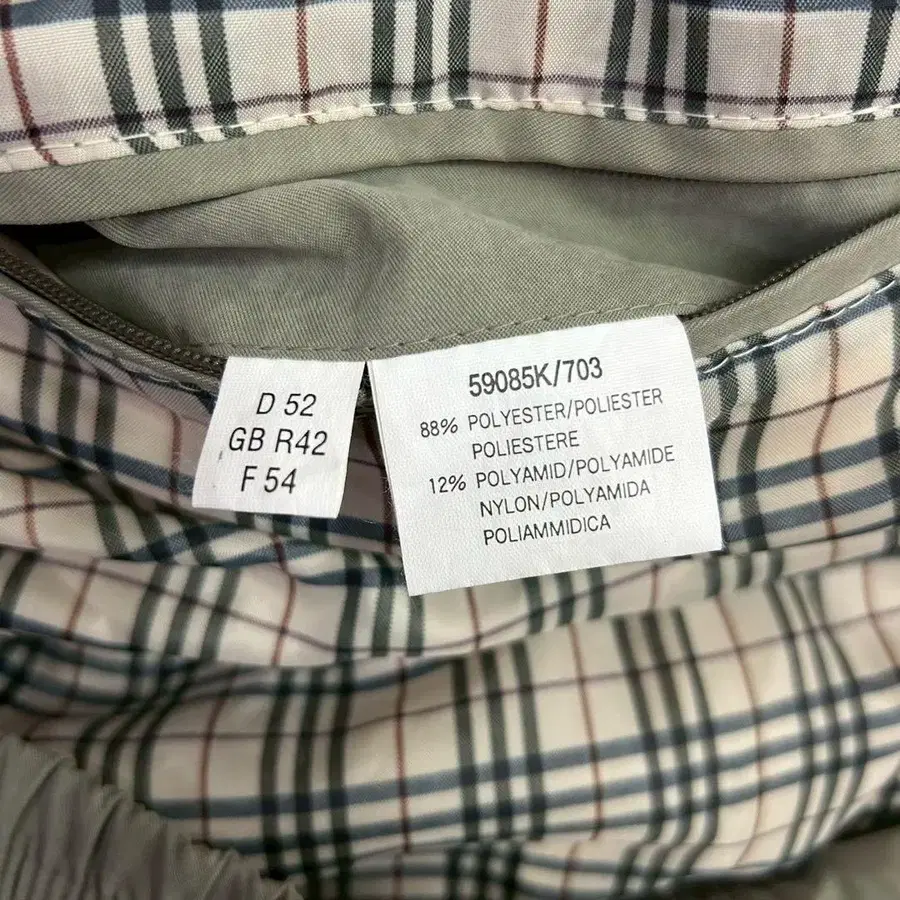 D 52
GB R42
F 54
59085K/703
88% POLYESTER/POLIESTER
POLIESTERE
12% POLYAMID/POLYAMIDE
NYLON/POLYAMIDA
POLIAMMIDICA